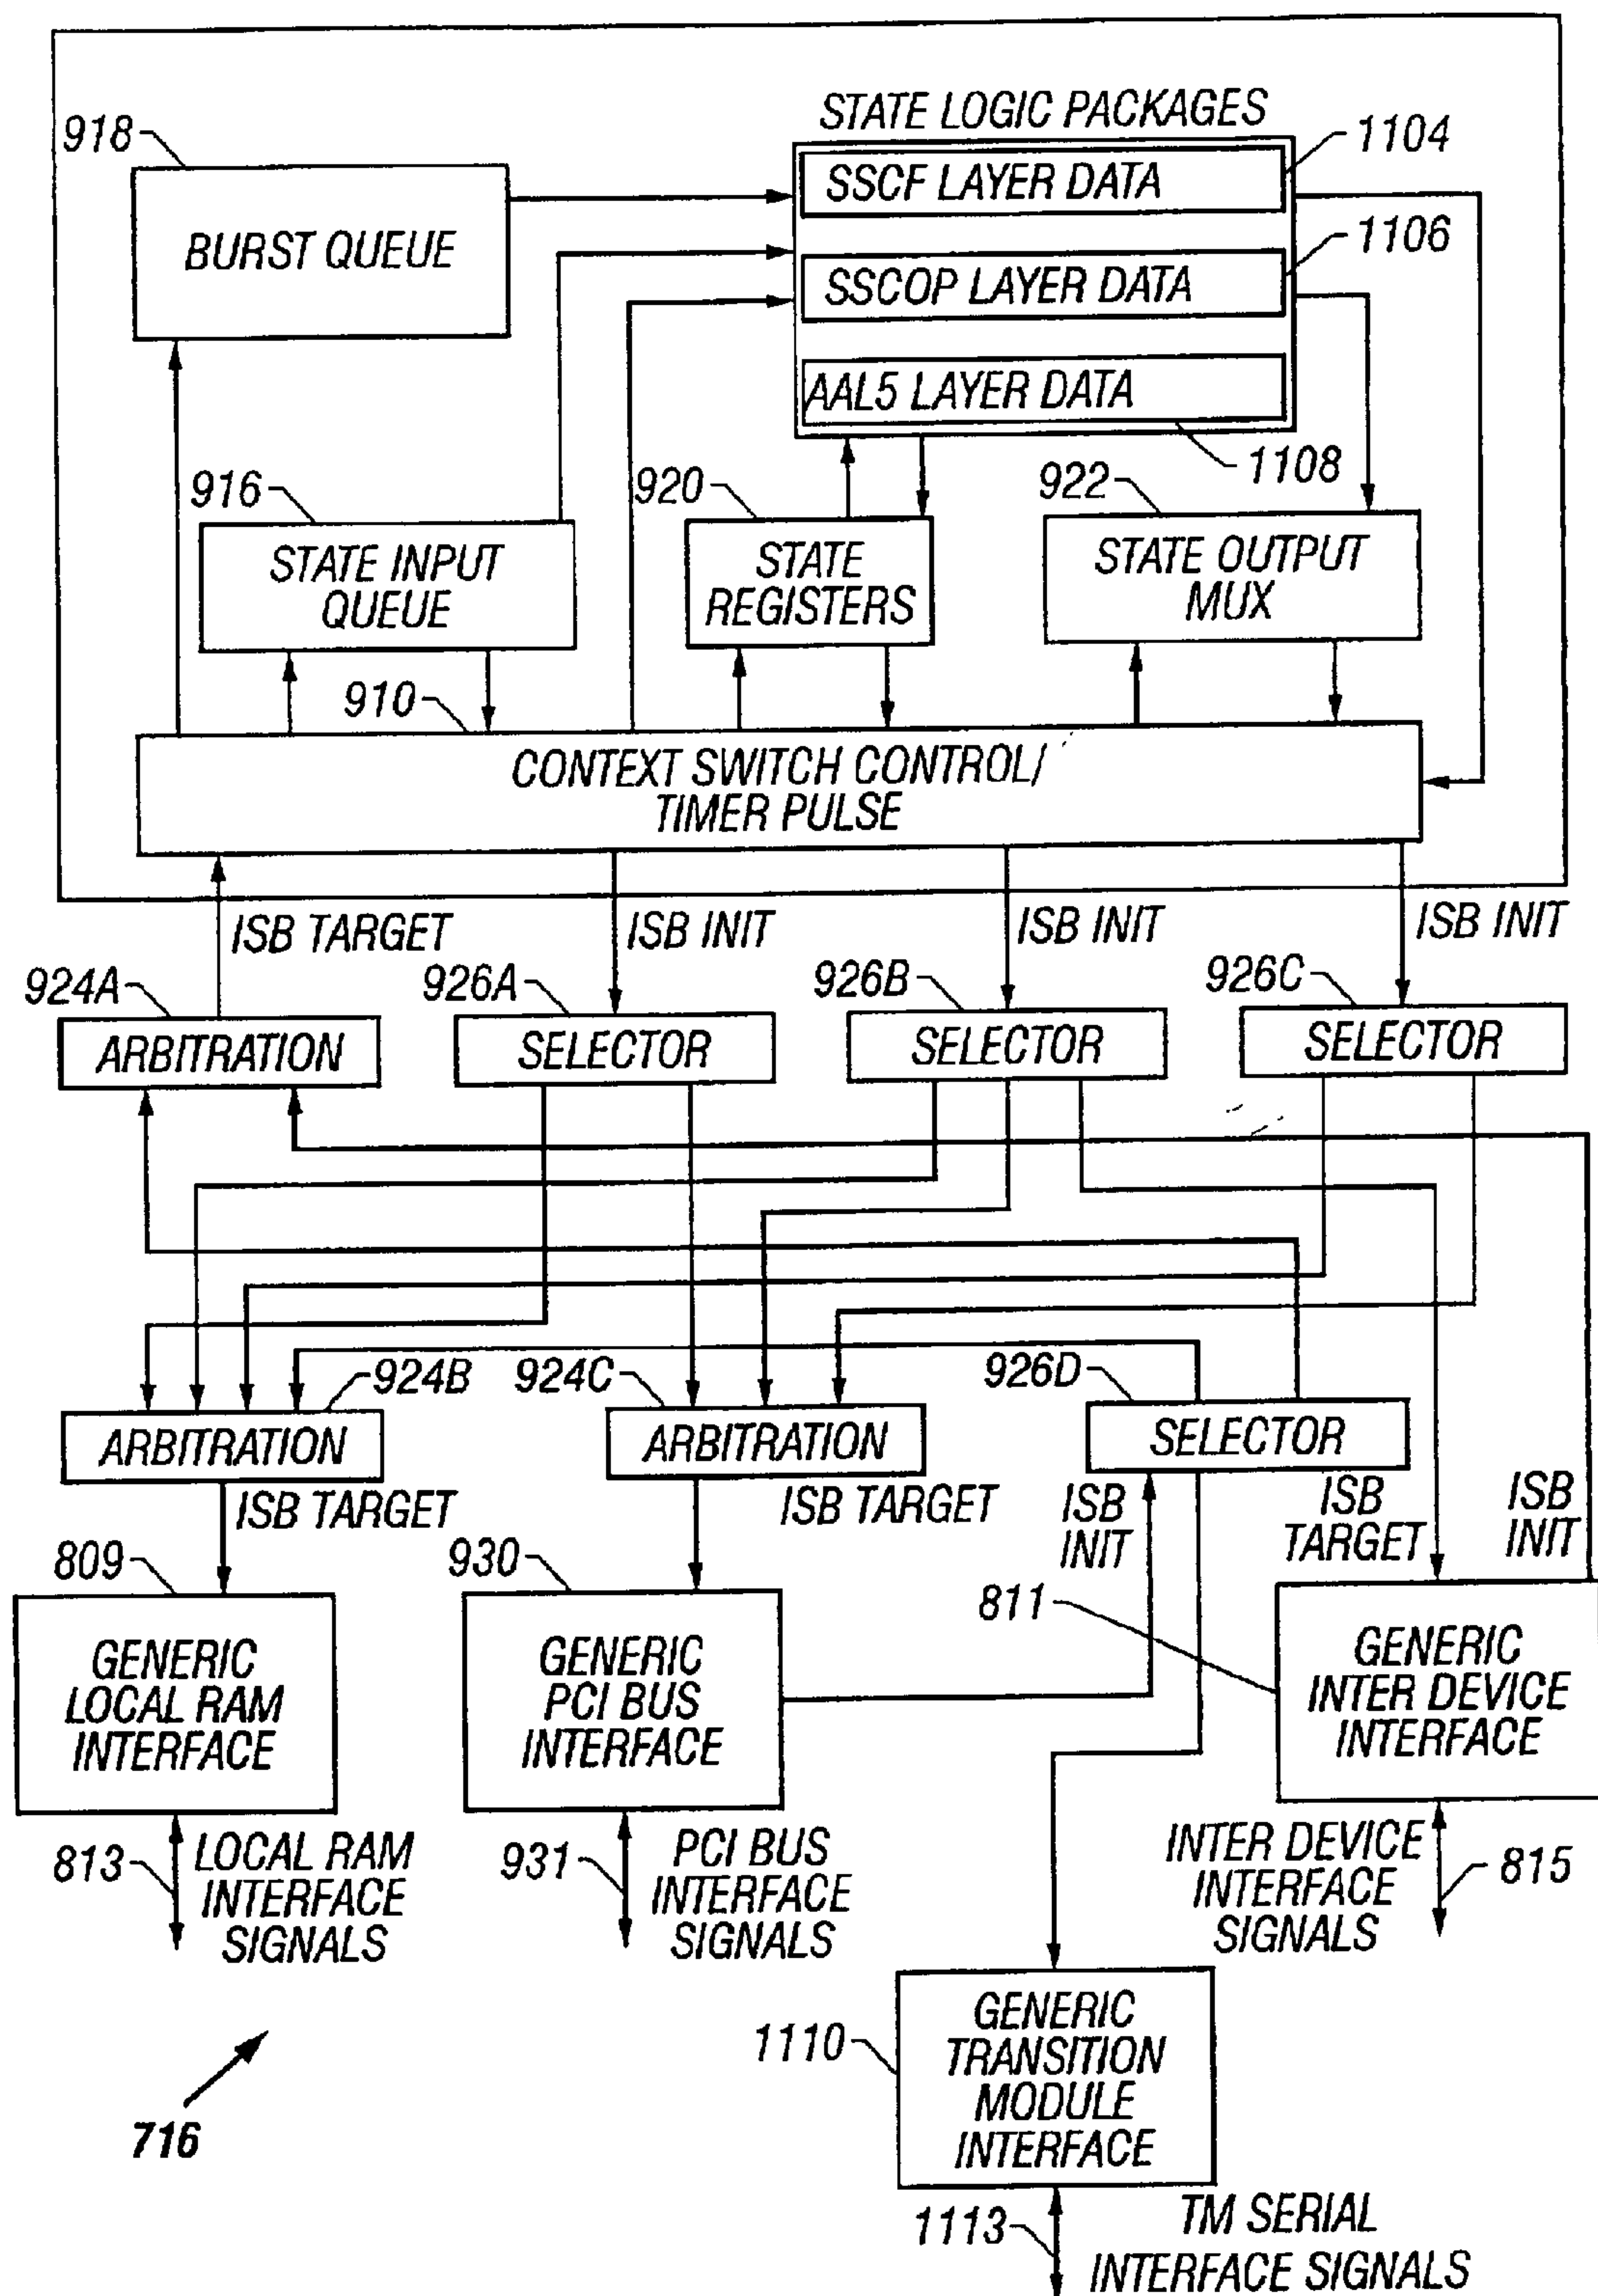 STATE LOGIC PACKAGES
918
1104
SSCF LAYER DATA
1106
BURST QUEUE
SSCOP LAYER DATA
AAL5 LAYER DATA
1108
916
920
922
STATE INPUT
QUEUE
STATE
REGISTERS
STATE OUTPUT
MUX
910
CONTEXT SWITCH CONTROL/
TIMER PULSE
ISB TARGET
ISB INIT
ISB INIT
ISB INIT
924A
926A
926B
926C
ARBITRATION
SELECTOR
SELECTOR
SELECTOR
924B
924C
926D
ARBITRATION
ARBITRATION
SELECTOR
ISB TARGET
ISB TARGET
ISB
INIT
ISB
TARGET
ISB
INIT
809
930
811
GENERIC
LOCAL RAM
INTERFACE
GENERIC
PCI BUS
INTERFACE
GENERIC
INTER DEVICE
INTERFACE
813
LOCAL RAM
INTERFACE
SIGNALS
931
PCI BUS
INTERFACE
SIGNALS
INTER DEVICE
INTERFACE
SIGNALS
815
1110
GENERIC
TRANSITION
MODULE
INTERFACE
716
1113
TM SERIAL
INTERFACE SIGNALS